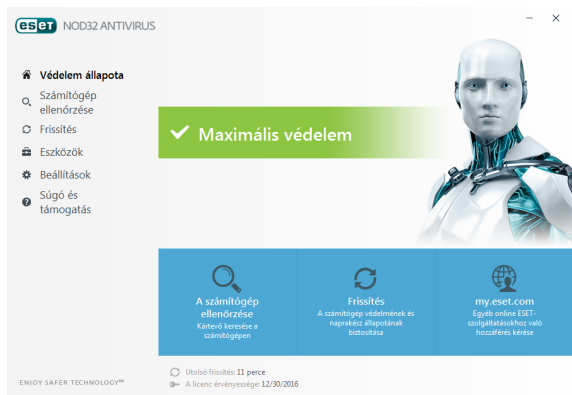 eset NOD32 ANTIVIRUS
Védelem állapota
Számítógép
ellenőrzése
Frissítés
Eszközök
Beállítások
Súgó és
támogatás
Maximális védelem
A számítógép
ellenőrzése
Kártevő keresése a
számítógépen
Frissítés
A számítógép védelmének és
naprakész állapotának
biztosítása
my.eset.com
Egyéb online ESET-
szolgáltatásokhoz való
hozzáférés kérése
ENJOY SAFER TECHNOLOGY™
Utolsó frissítés: 11 perce
A licenc érvényessége: 12/30/2016